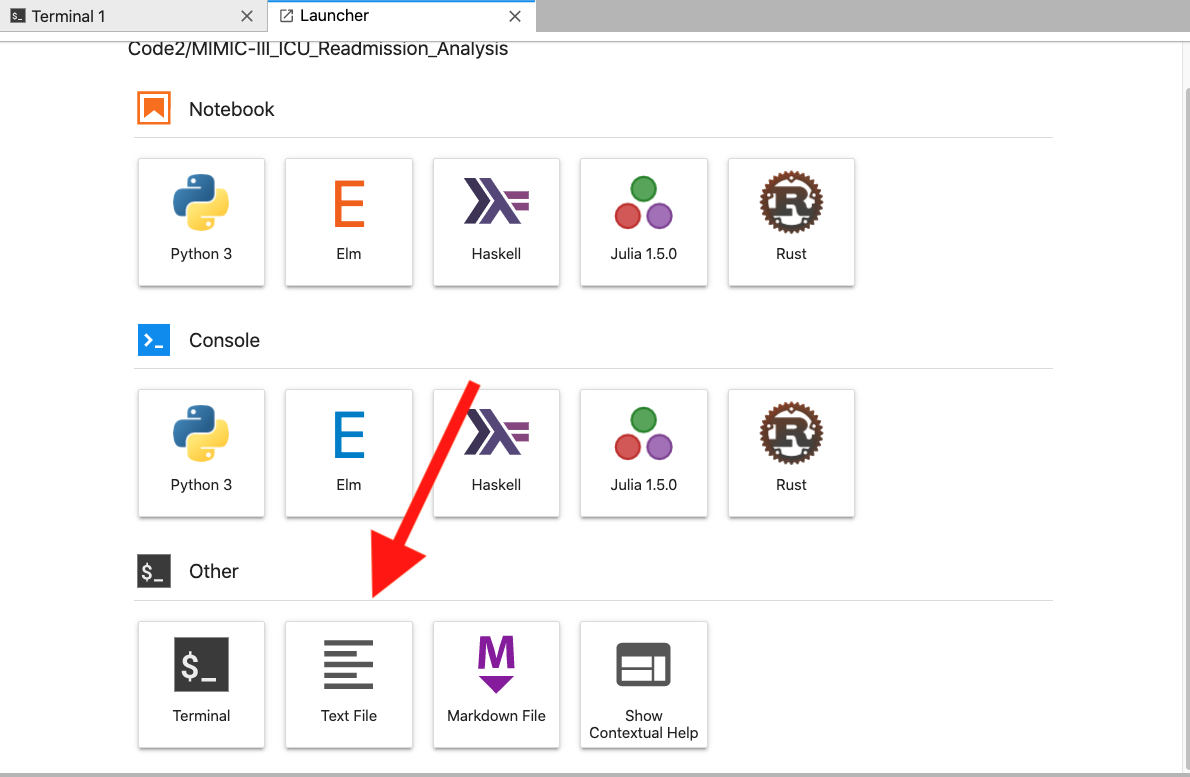 $_ Terminal 1
Launcher
Code2/MIMIC-III_ICU_Readmission_Analysis
Notebook
Python 3
E
Elm
Haskell
Julia 1.5.0
R
Rust
>_ Console
Python 3
E
Elm
Haskell
Julia 1.5.0
R
Rust
$_ Other
$_
Terminal
Text File
M
Markdown File
Show
Contextual Help